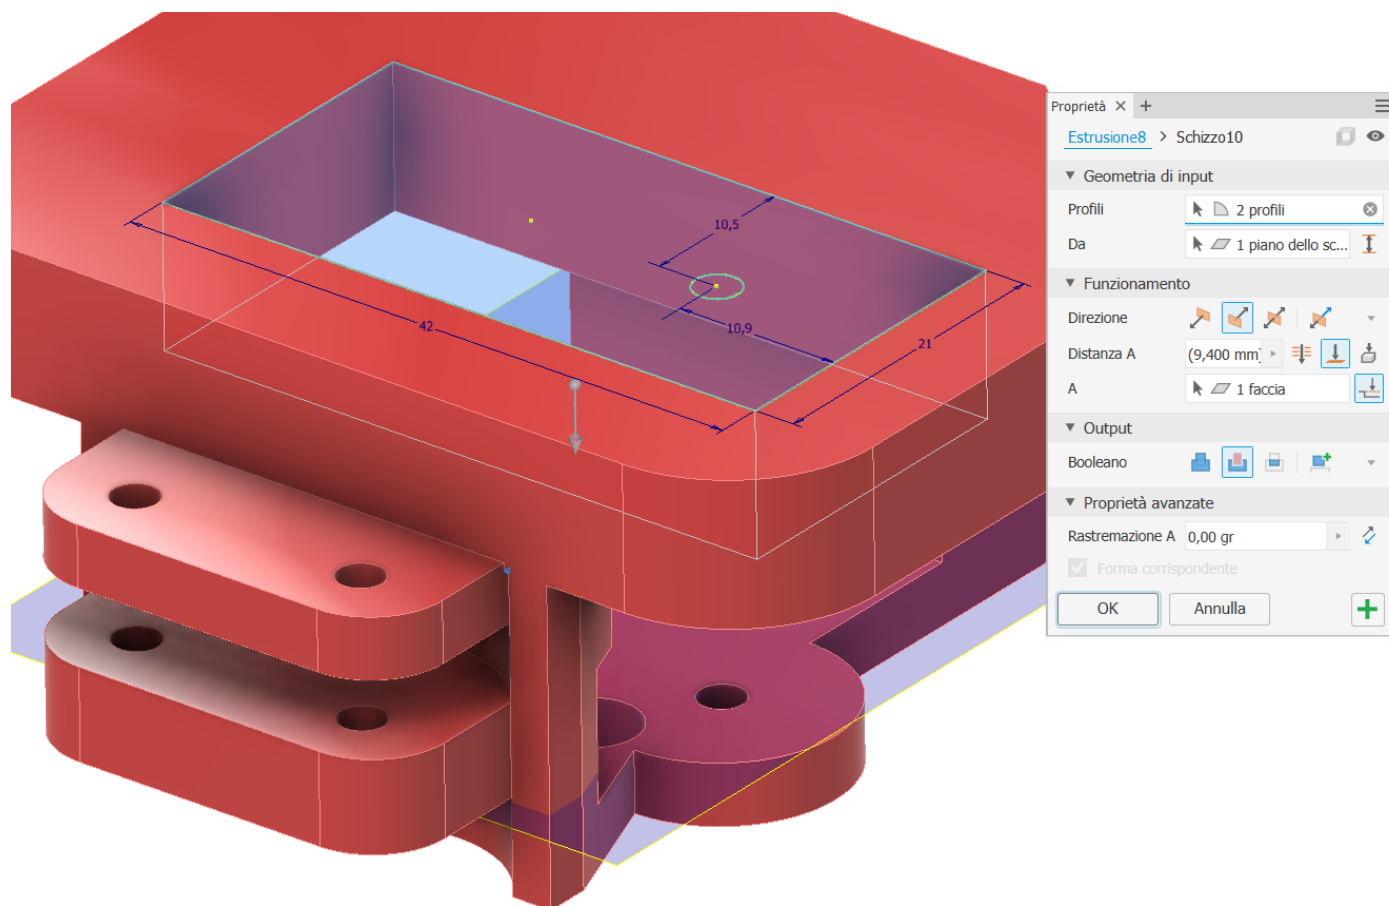 10,5
10,9
42
21
Proprietà × +
Estrusione8 > Schizzo10
Geometria di input
Profili 2 profili
Da 1 piano dello sc...
Funzionamento
Direzione
Distanza A (9,400 mm)
A 1 faccia
Output
Booleano
Proprietà avanzate
Rastremazione A 0,00 gr
Forma corrispondente
OK Annulla